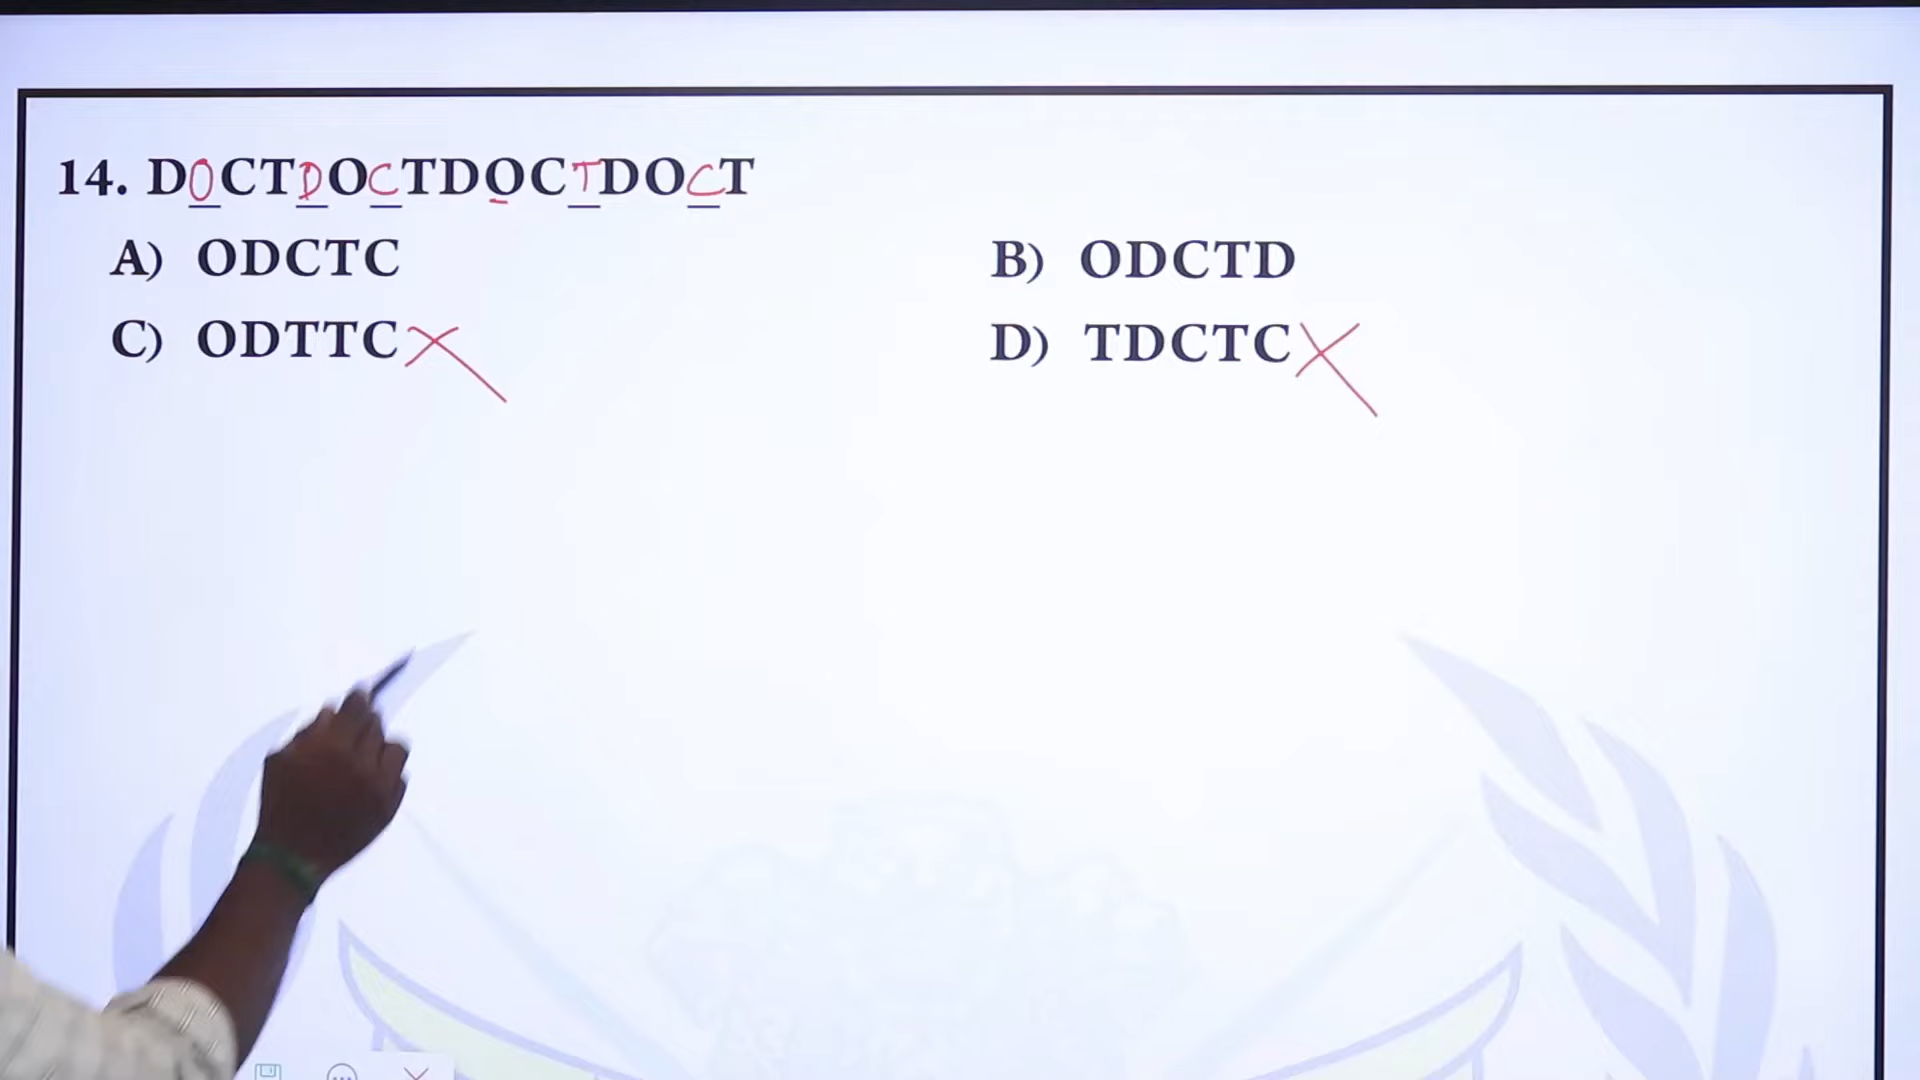 14. DOCTDOCTDOCTDOCT
A) ODCTC
B) ODCTD
C) ODTTC
D) TDCTC